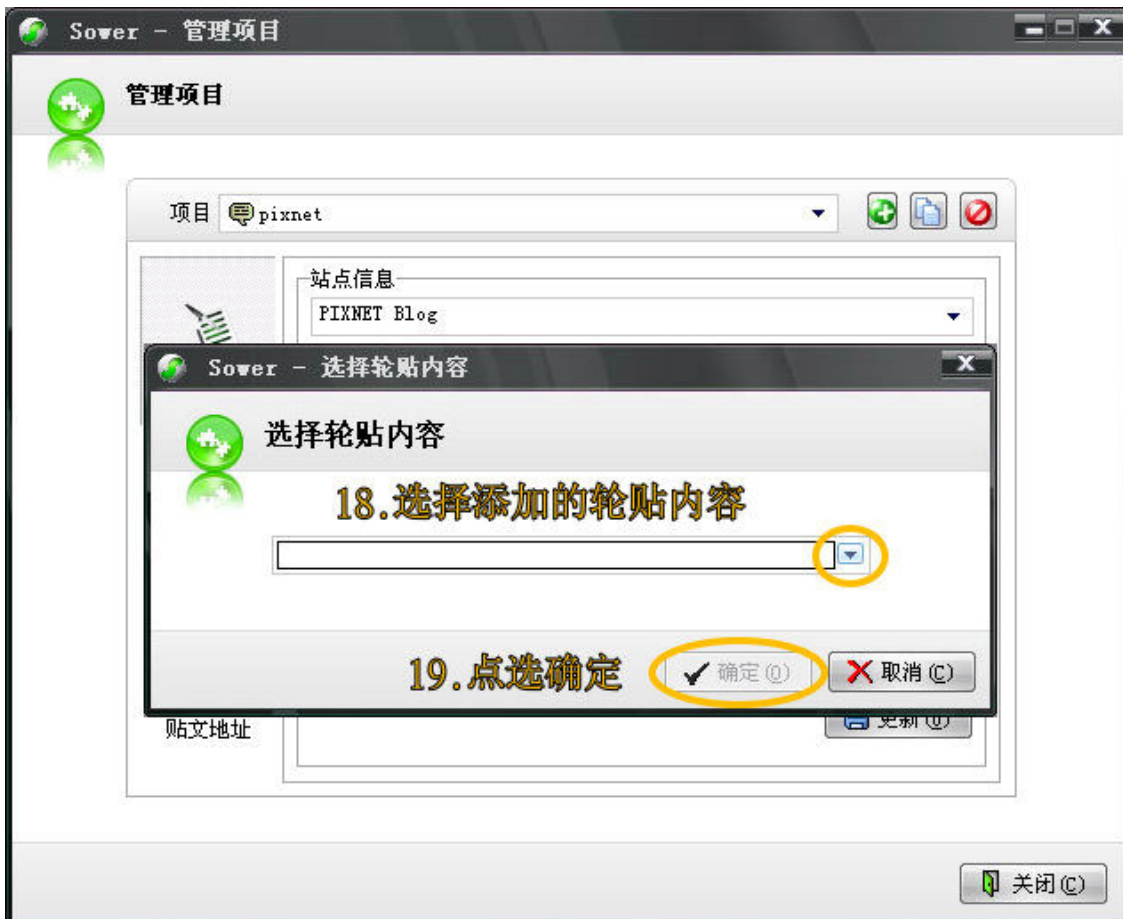 Sower - 管理项目
管理项目
项目 pixnet
站点信息
PIXNET Blog
Sower - 选择轮贴内容
选择轮贴内容
18.选择添加的轮贴内容
19.点选确定
确定(O)
取消(C)
贴文地址
更新(U)
关闭(C)